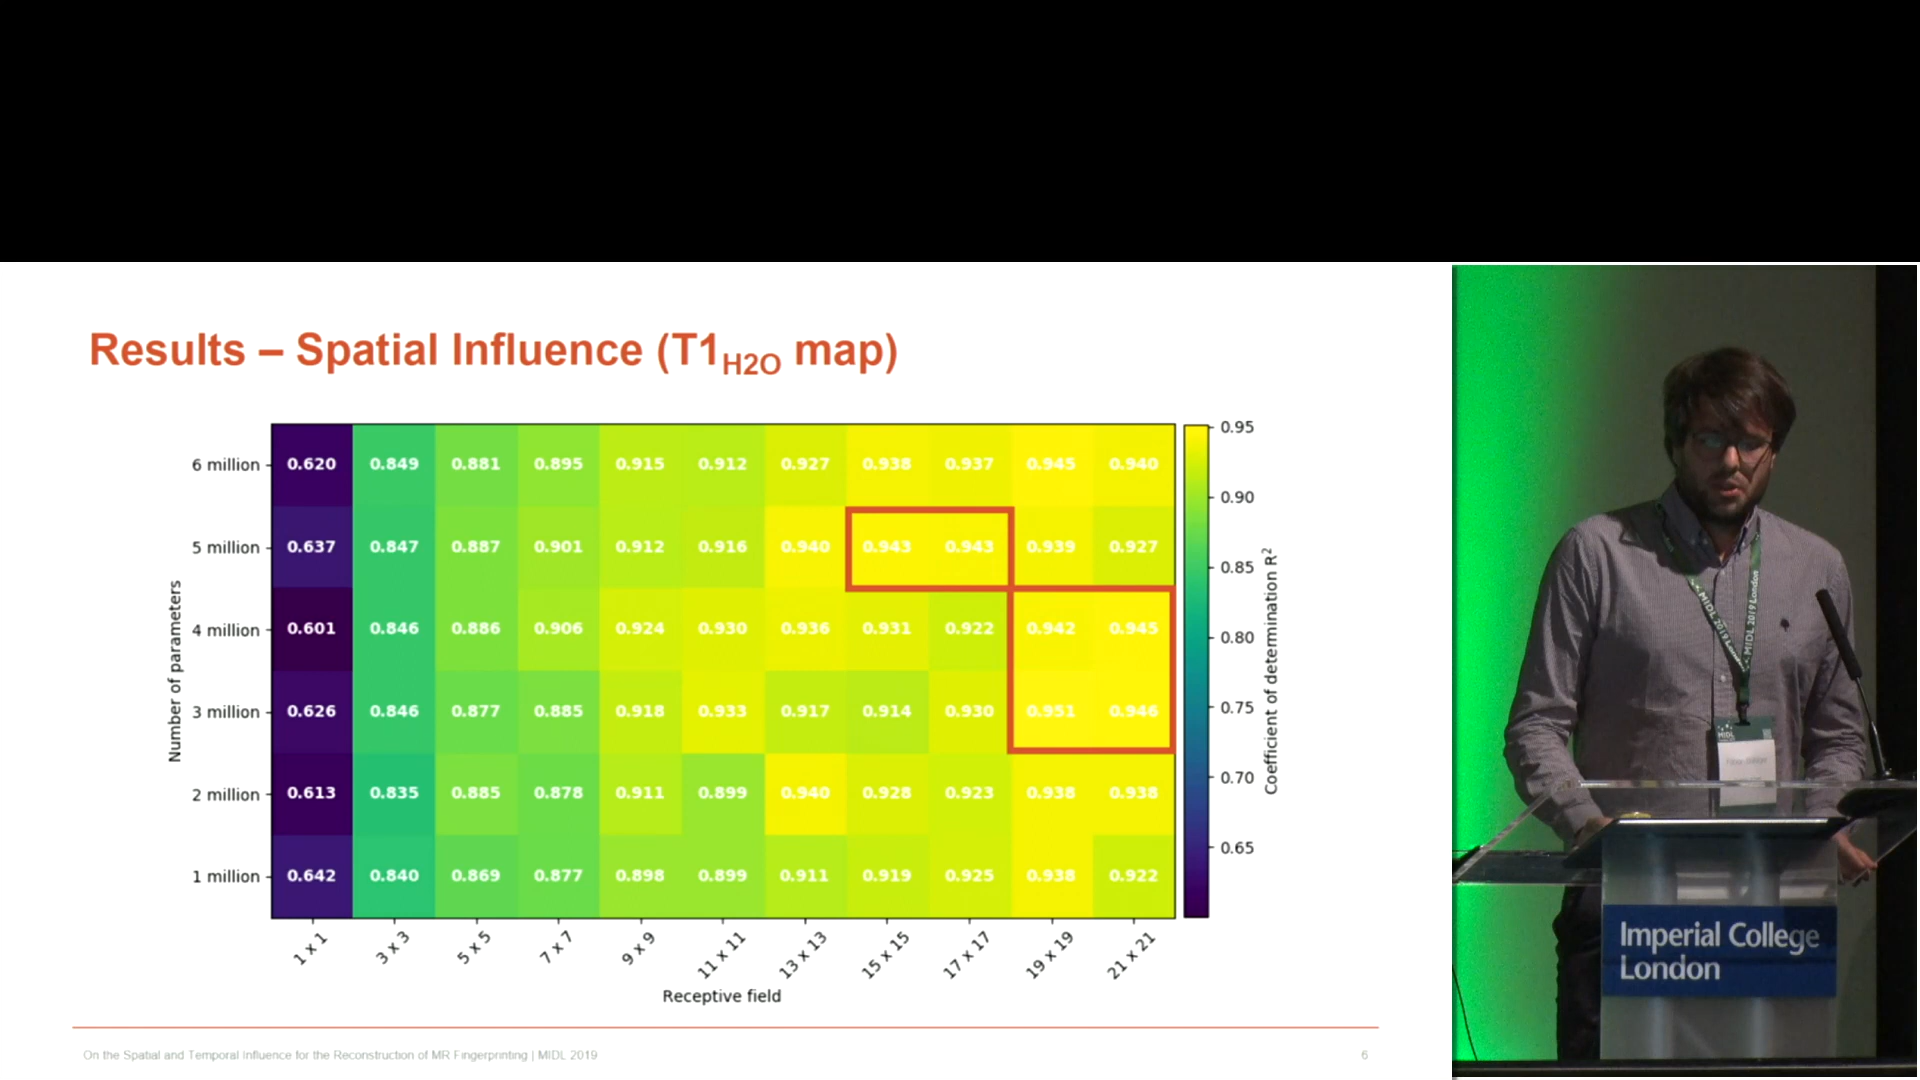 Results – Spatial Influence (T1H2O map)
Number of parameters
6 million 0.620 0.849 0.881 0.895 0.915 0.912 0.927 0.938 0.937 0.945 0.940
5 million 0.637 0.847 0.887 0.901 0.912 0.916 0.940 0.943 0.943 0.939 0.927
4 million 0.601 0.846 0.886 0.906 0.924 0.930 0.936 0.931 0.922 0.942 0.945
3 million 0.626 0.846 0.877 0.885 0.918 0.933 0.917 0.914 0.930 0.951 0.946
2 million 0.613 0.835 0.885 0.878 0.911 0.899 0.940 0.928 0.923 0.938 0.938
1 million 0.642 0.840 0.869 0.877 0.898 0.899 0.911 0.919 0.925 0.938 0.922
1 x 1 3 x 3 5 x 5 7 x 7 9 x 9 11 x 11 13 x 13 15 x 15 17 x 17 19 x 19 21 x 21
Receptive field
0.95
0.90
0.85
0.80
0.75
0.70
0.65
Coefficient of determination R²
On the Spatial and Temporal Influence for the Reconstruction of MR Fingerprinting | MIDL 2019 6
MIDL 2019 London
MIDL 2019 London
MIDL
Imperial College
London